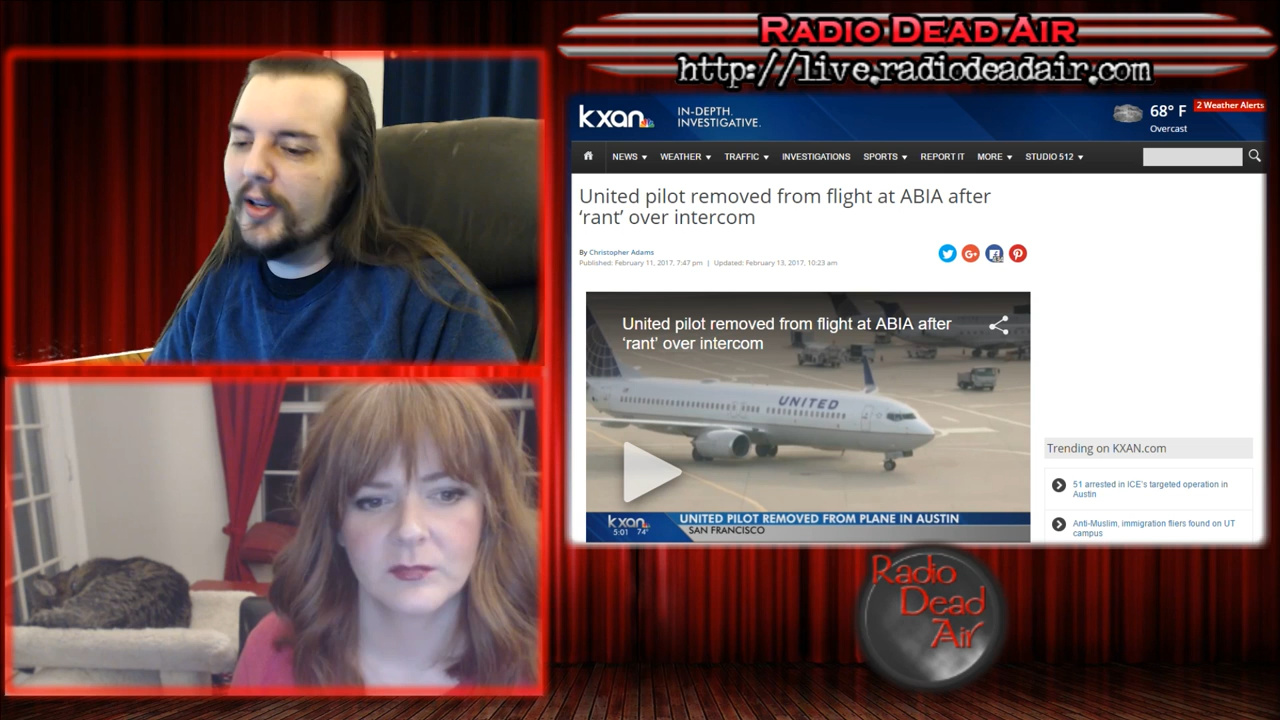 Radio Dead Air
http://live.radiodeadair.com
kxan
IN-DEPTH.
INVESTIGATIVE.
68° F
Overcast
2 Weather Alerts
NEWS
WEATHER
TRAFFIC
INVESTIGATIONS
SPORTS
REPORT IT
MORE
STUDIO 512
United pilot removed from flight at ABIA after
‘rant’ over intercom
By Christopher Adams
Published: February 11, 2017, 7:47 pm | Updated: February 13, 2017, 10:23 am
United pilot removed from flight at ABIA after
‘rant’ over intercom
UNITED
kxan
5:01 74°
UNITED PILOT REMOVED FROM PLANE IN AUSTIN
SAN FRANCISCO
Trending on KXAN.com
51 arrested in ICE's targeted operation in
Austin
Anti-Muslim, immigration fliers found on UT
campus
Radio
Dead
Air